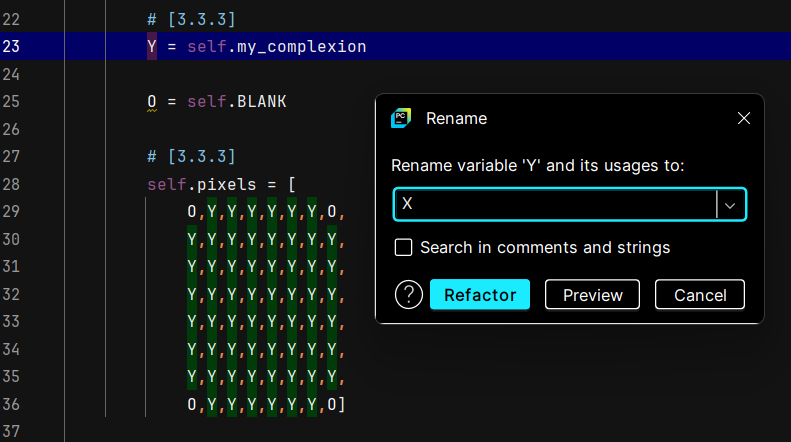 22 # [3.3.3]
23 Y = self.my_complexion
24
25 O = self.BLANK
26
27 # [3.3.3]
28 self.pixels = [
29 O,Y,Y,Y,Y,Y,Y,O,
30 Y,Y,Y,Y,Y,Y,Y,Y,
31 Y,Y,Y,Y,Y,Y,Y,Y,
32 Y,Y,Y,Y,Y,Y,Y,Y,
33 Y,Y,Y,Y,Y,Y,Y,Y,
34 Y,Y,Y,Y,Y,Y,Y,Y,
35 Y,Y,Y,Y,Y,Y,Y,Y,
36 O,Y,Y,Y,Y,Y,Y,O]
37
PC Rename
Rename variable 'Y' and its usages to:
X
Search in comments and strings
? Refactor Preview Cancel